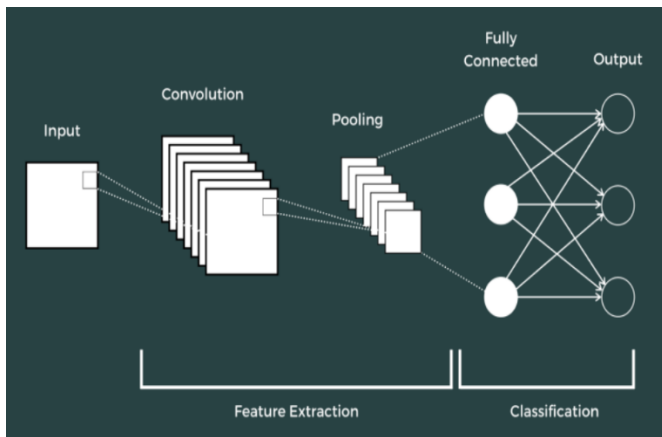 Input
Convolution
Pooling
Fully
Connected
Output
Feature Extraction
Classification